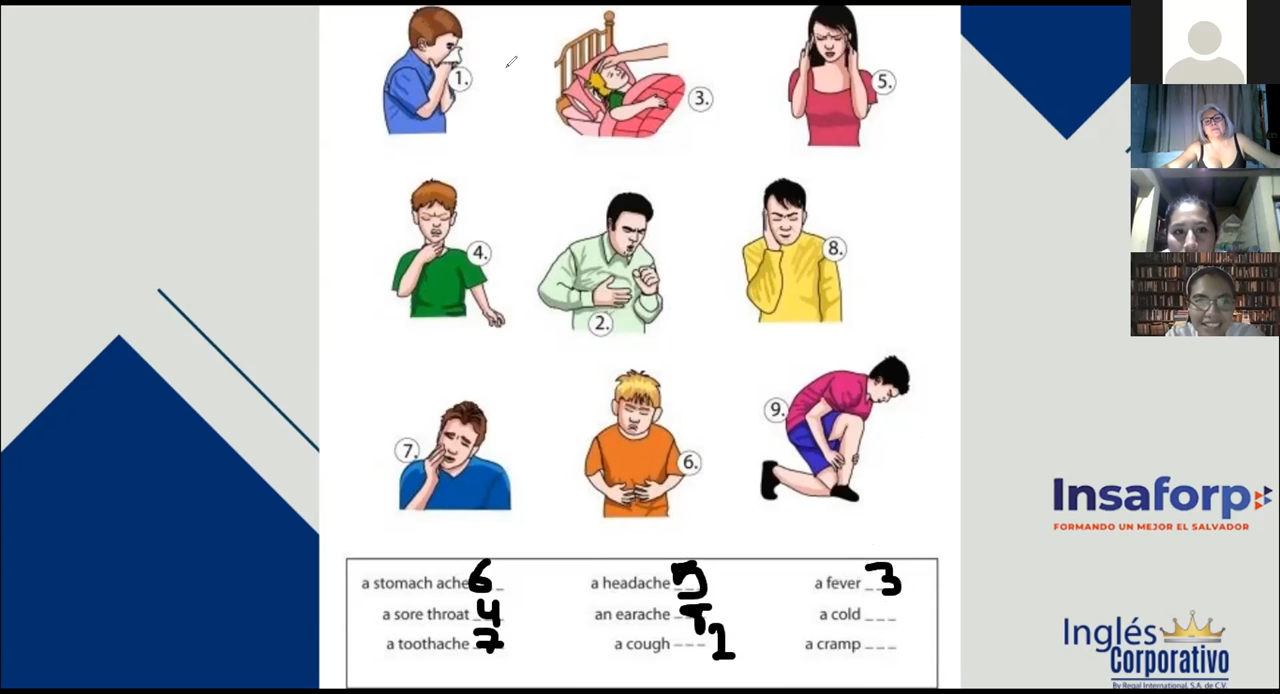 1.
3.
5.
4.
2.
8.
7.
6.
9.
a stomach ache 6 _
a headache 5
a fever _ 3
a sore throat _ 4
an earache _ _
a cold _ _ _
a toothache 7
a cough _ _ _ 2
a cramp _ _ _
Insaforp
FORMANDO UN MEJOR EL SALVADOR
Inglés
Corporativo
By Regal International, S.A. de C.V.